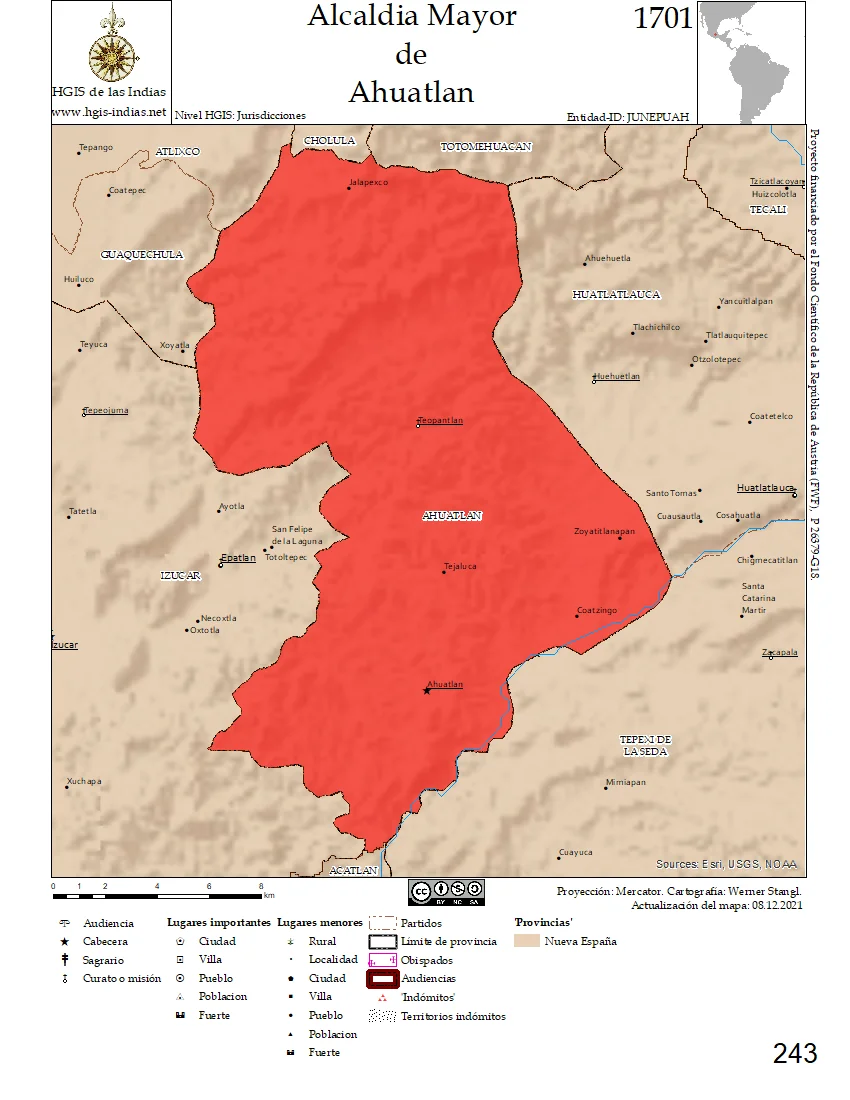 Alcaldia Mayor
de
Ahuatlan
1701
HGIS de las Indias
www.hgis-indias.net
Nivel HGIS: Jurisdicciones
Entidad-ID: JUNEPUAH
CHOLULA
TOTOMEHUACAN
Tepango
ATLIXCO
Jalapexco
Tzicatlacoyan
Huizcolotla
Coatepec
TECALI
GUAQUECHULA
Ahuehuetla
Huiluco
HUATLATLAUCA
Yancuitlalpan
Tlachichilco
Tlatlauquitepec
Teyuca
Xoyatla
Otzolotepec
Huehuetlan
Tepeojuma
Teopantlan
Coatetelco
Santo Tomas
Huatlatlauca
Ayotla
Tatetla
AHUATLAN
Cuausautla
Cosahuatla
San Felipe
de la Laguna
Zoyatitlanapan
Epatlan
Totoltepec
Chigmecatitlan
Tejaluca
IZUCAR
Santa
Catarina
Martir
Coatzingo
Necoxtla
Oxtotla
Izucar
Zacapala
Ahuatlan
TEPEXI DE
LA SEDA
Xuchapa
Mimiapan
Cuayuca
ACATLAN
Sources: Esri, USGS, NOAA
Proyecto financiado por el Fondo Científico de la República de Austria (FWF), P 26379-G18.
0 1 2 4 6 8
km
cc BY NC SA
Proyección: Mercator. Cartografía: Werner Stangl.
Actualización del mapa: 08.12.2021
Audiencia
Cabecera
Sagrario
Curato o misión
Lugares importantes
Ciudad
Villa
Pueblo
Poblacion
Fuerte
Lugares menores
Rural
Localidad
Ciudad
Villa
Pueblo
Poblacion
Fuerte
Partidos
Límite de provincia
Obispados
Audiencias
'Indómitos'
Territorios indómitos
'Provincias'
Nueva España
243